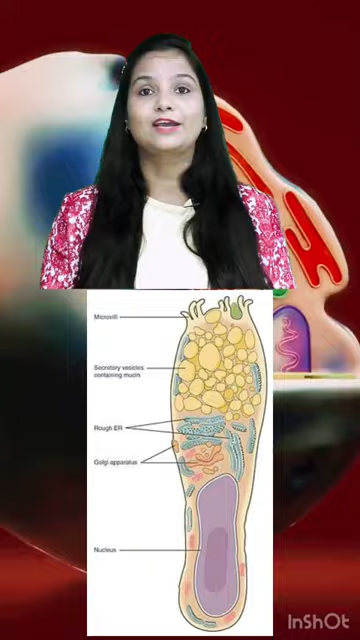 Microvilli
Secretory vesicles
containing mucin
Rough ER
Golgi apparatus
Nucleus
InShOt